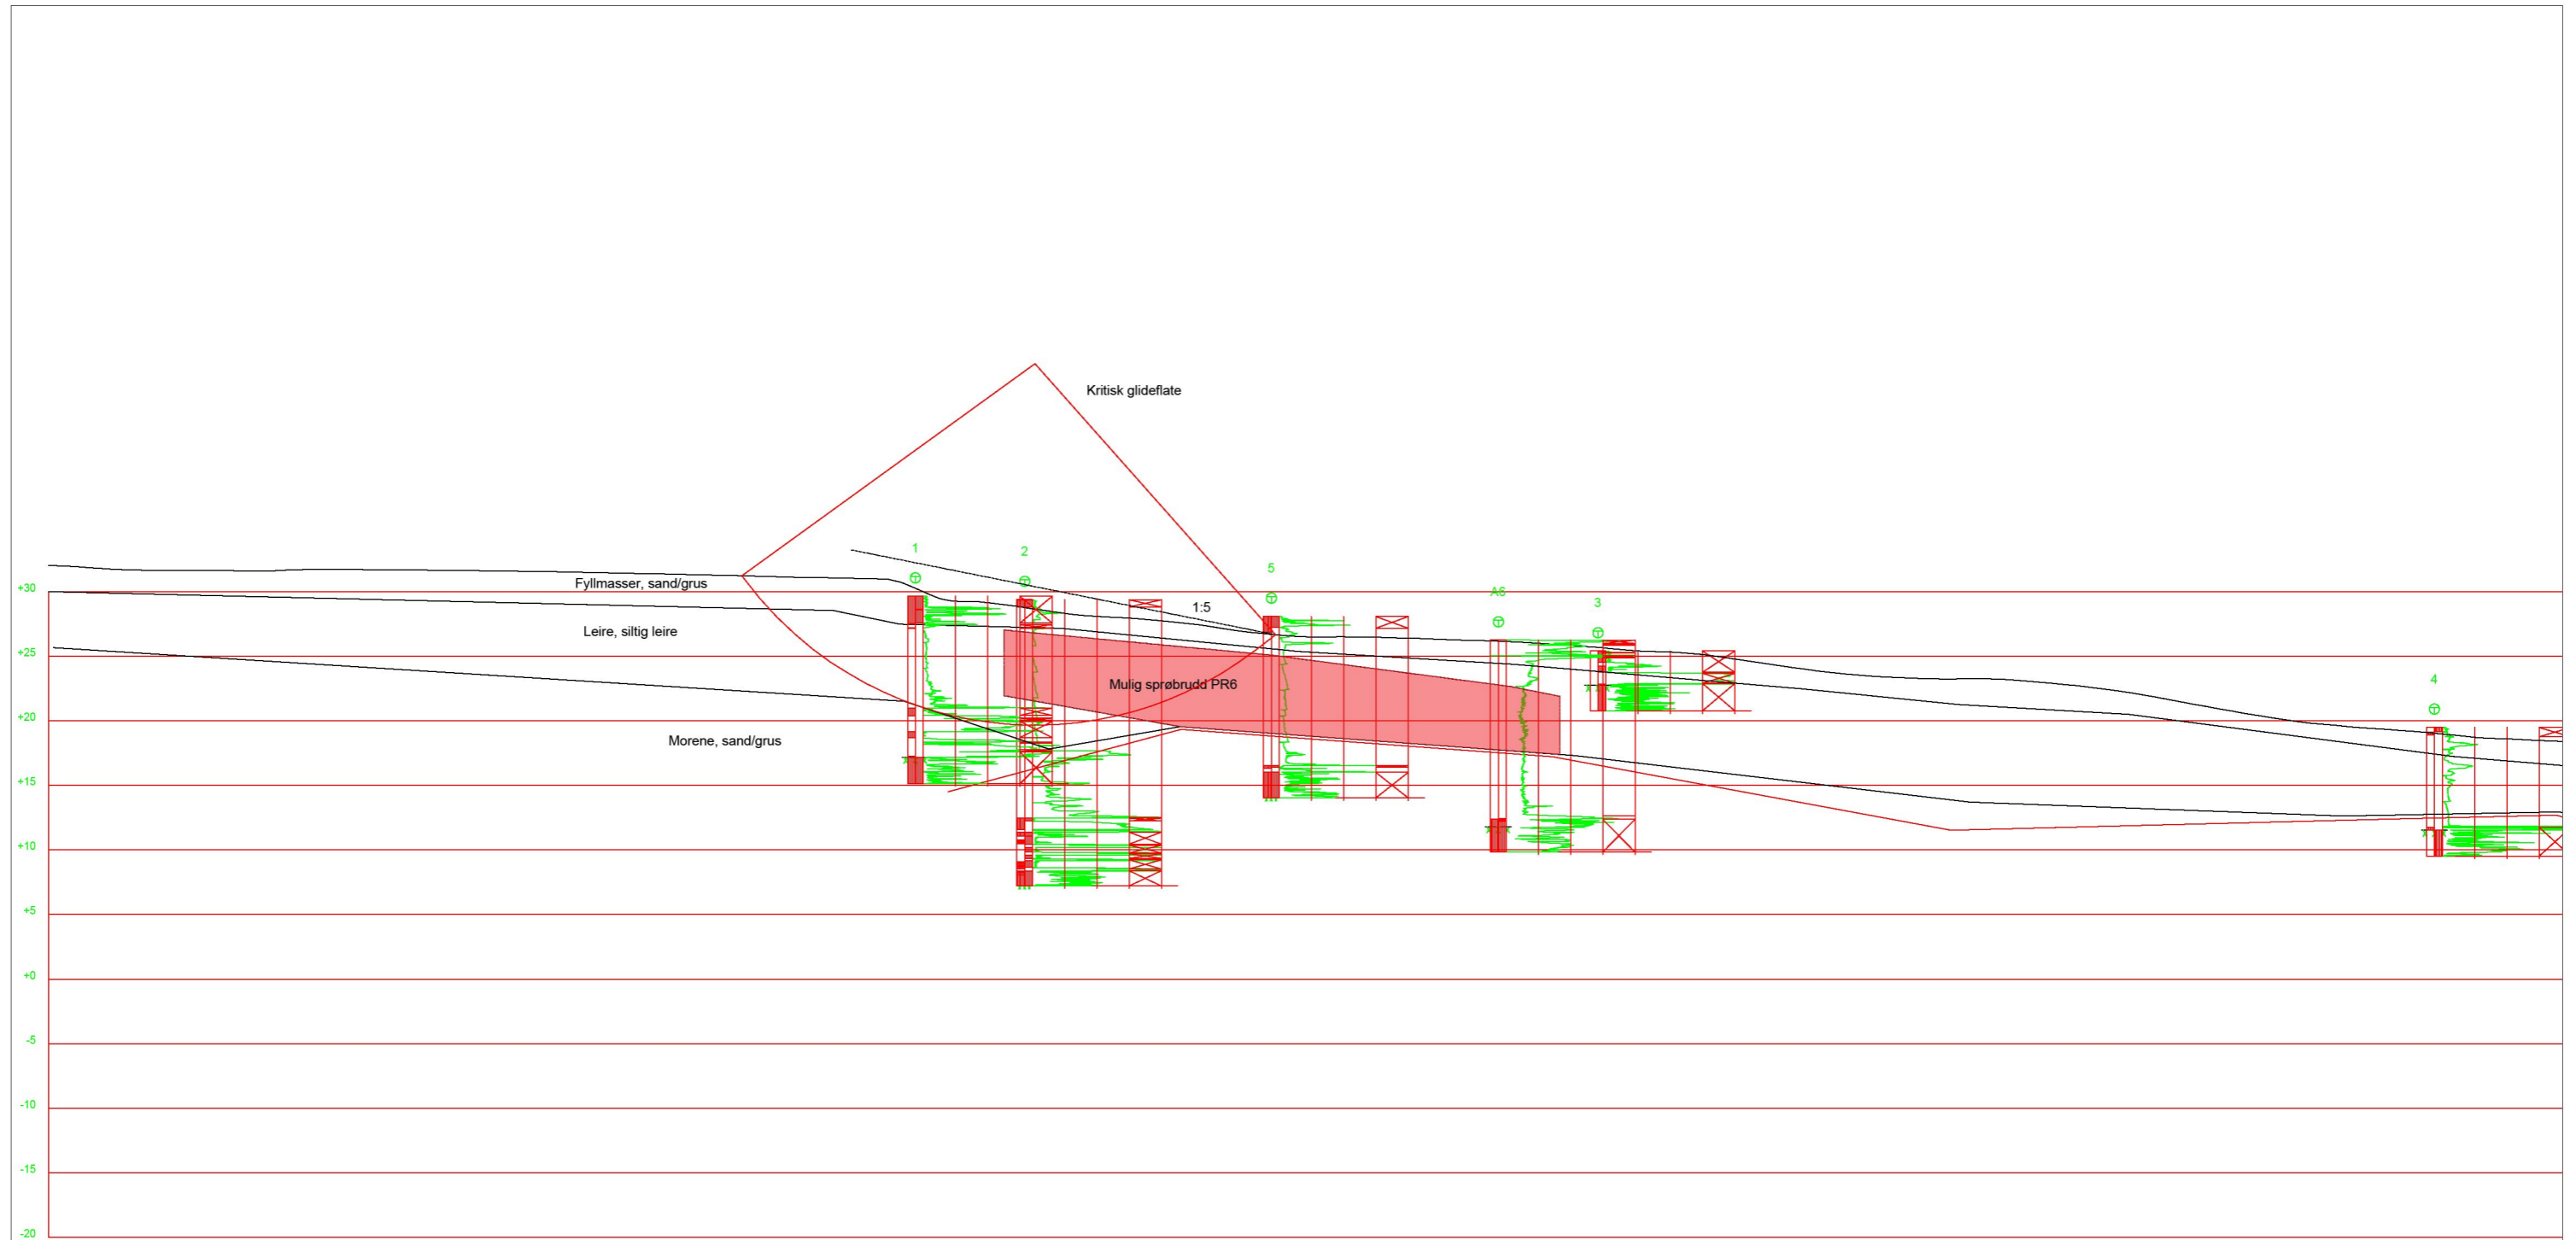 Kritisk glideflate
1
2
5
A6
3
4
1:5
Fyllmasser, sand/grus
Leire, siltig leire
Mulig sprøbrudd PR6
Morene, sand/grus
+30
+25
+20
+15
+10
+5
+0
-5
-10
-15
-20